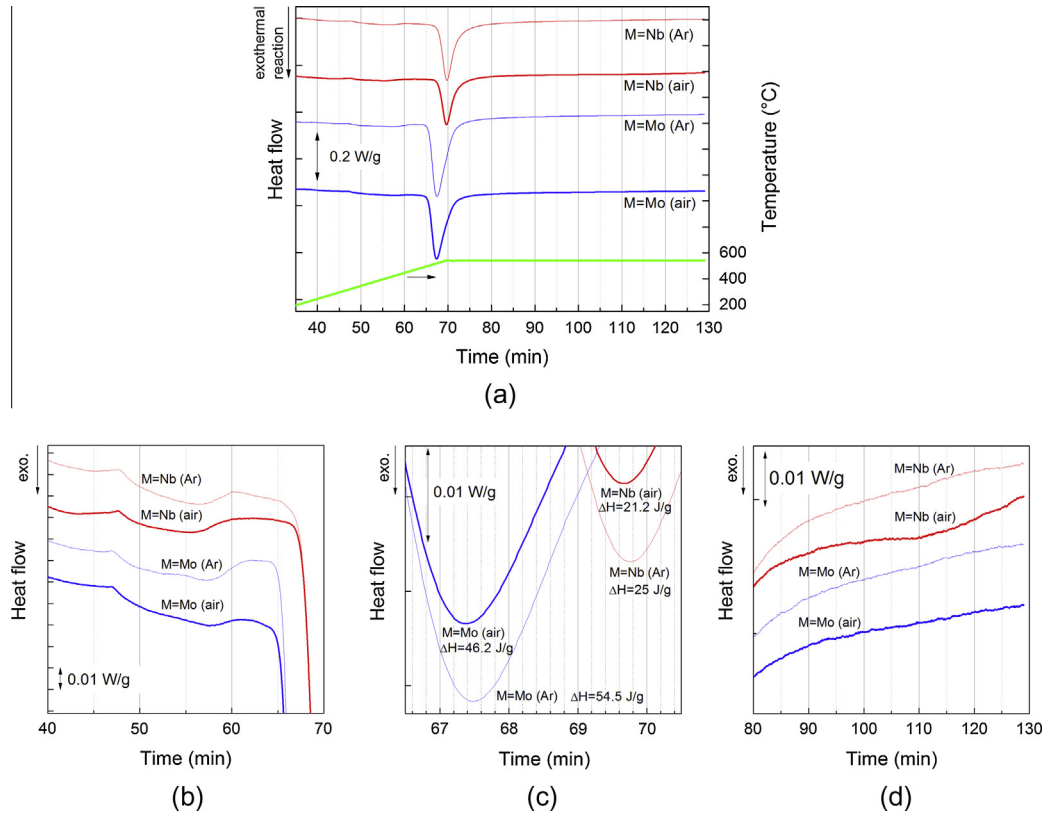 exothermal
reaction
Heat flow
M=Nb (Ar)
M=Nb (air)
M=Mo (Ar)
0.2 W/g
M=Mo (air)
Temperature (°C)
600
400
200
40 50 60 70 80 90 100 110 120 130
Time (min)
(a)
exo.
Heat flow
M=Nb (Ar)
M=Nb (air)
M=Mo (Ar)
M=Mo (air)
0.01 W/g
40 50 60 70
Time (min)
(b)
exo.
Heat flow
0.01 W/g
M=Nb (air)
ΔH=21.2 J/g
M=Nb (Ar)
ΔH=25 J/g
M=Mo (air)
ΔH=46.2 J/g
M=Mo (Ar) ΔH=54.5 J/g
67 68 69 70
Time (min)
(c)
exo.
Heat flow
0.01 W/g
M=Nb (Ar)
M=Nb (air)
M=Mo (Ar)
M=Mo (air)
80 90 100 110 120 130
Time (min)
(d)